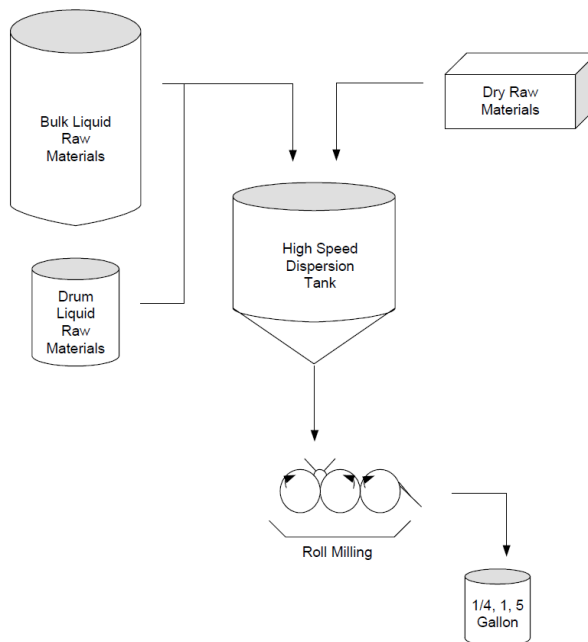 Bulk Liquid
Raw
Materials
Dry Raw
Materials
High Speed
Dispersion
Tank
Drum
Liquid
Raw
Materials
Roll Milling
1/4, 1, 5
Gallon